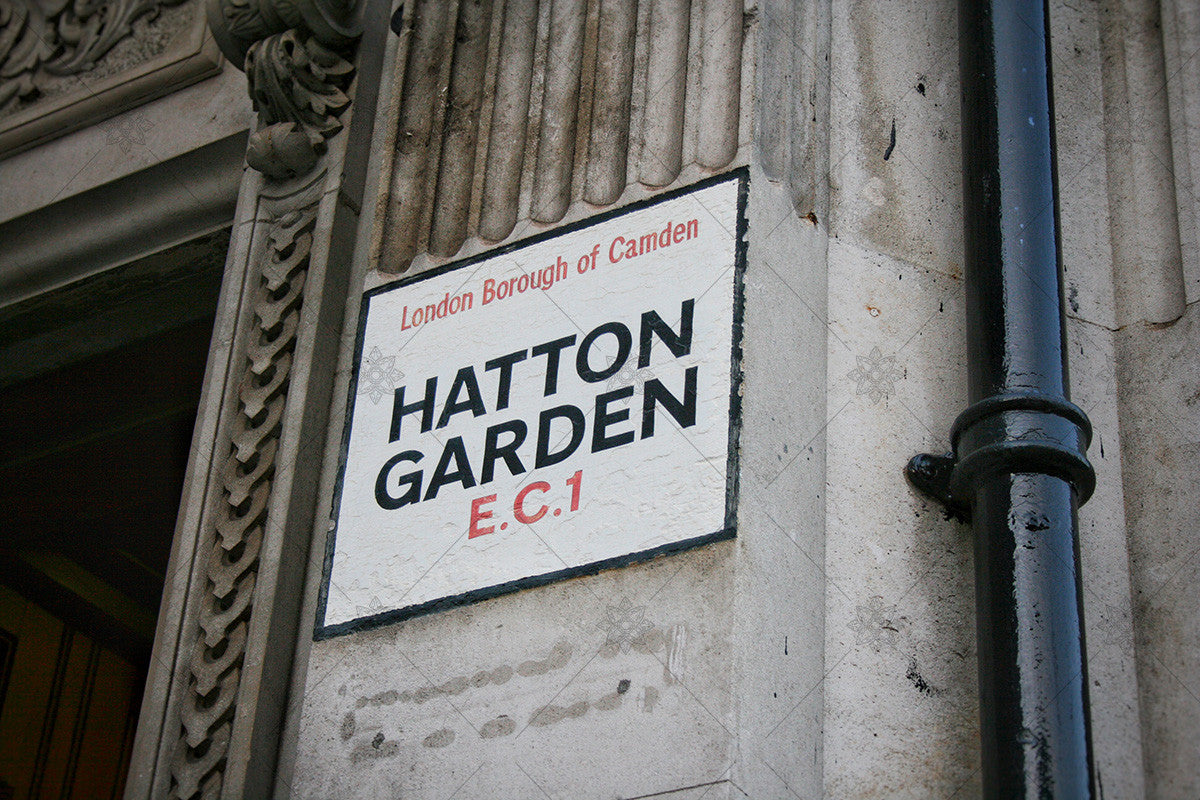 London Borough of Camden
HATTON
GARDEN
E.C.1